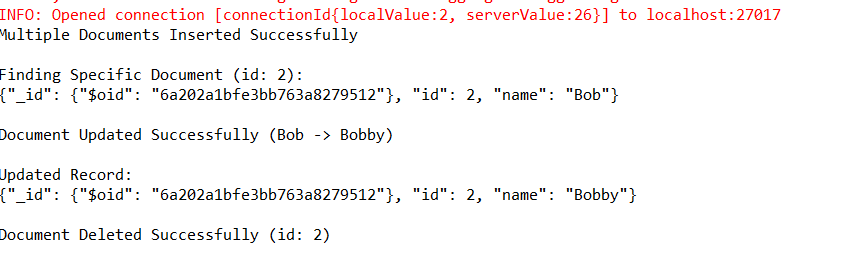 INFO: Opened connection [connectionId{localValue:2, serverValue:26}] to localhost:27017
Multiple Documents Inserted Successfully
Finding Specific Document (id: 2):
{"_id": {"$oid": "6a202a1bfe3bb763a8279512"}, "id": 2, "name": "Bob"}
Document Updated Successfully (Bob -> Bobby)
Updated Record:
{"_id": {"$oid": "6a202a1bfe3bb763a8279512"}, "id": 2, "name": "Bobby"}
Document Deleted Successfully (id: 2)